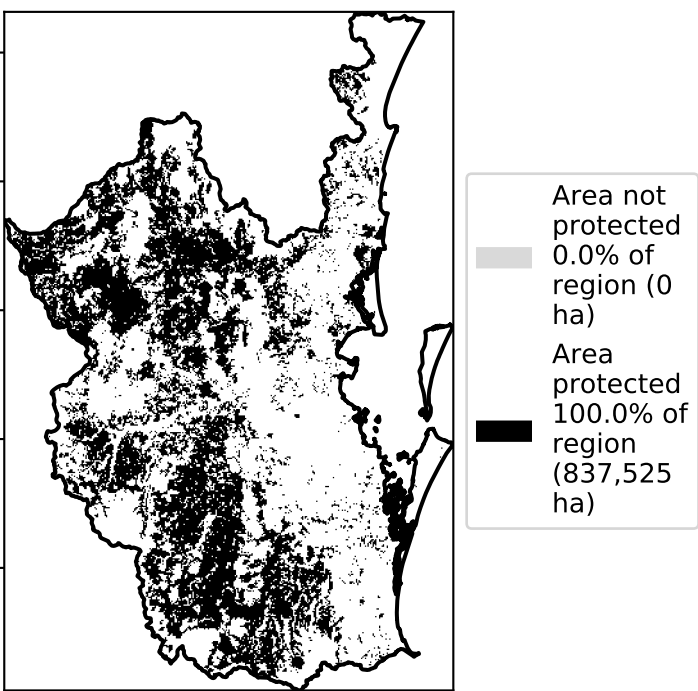 Area not
protected
0.0% of
region (0
ha)
Area
protected
100.0% of
region
(837,525
ha)